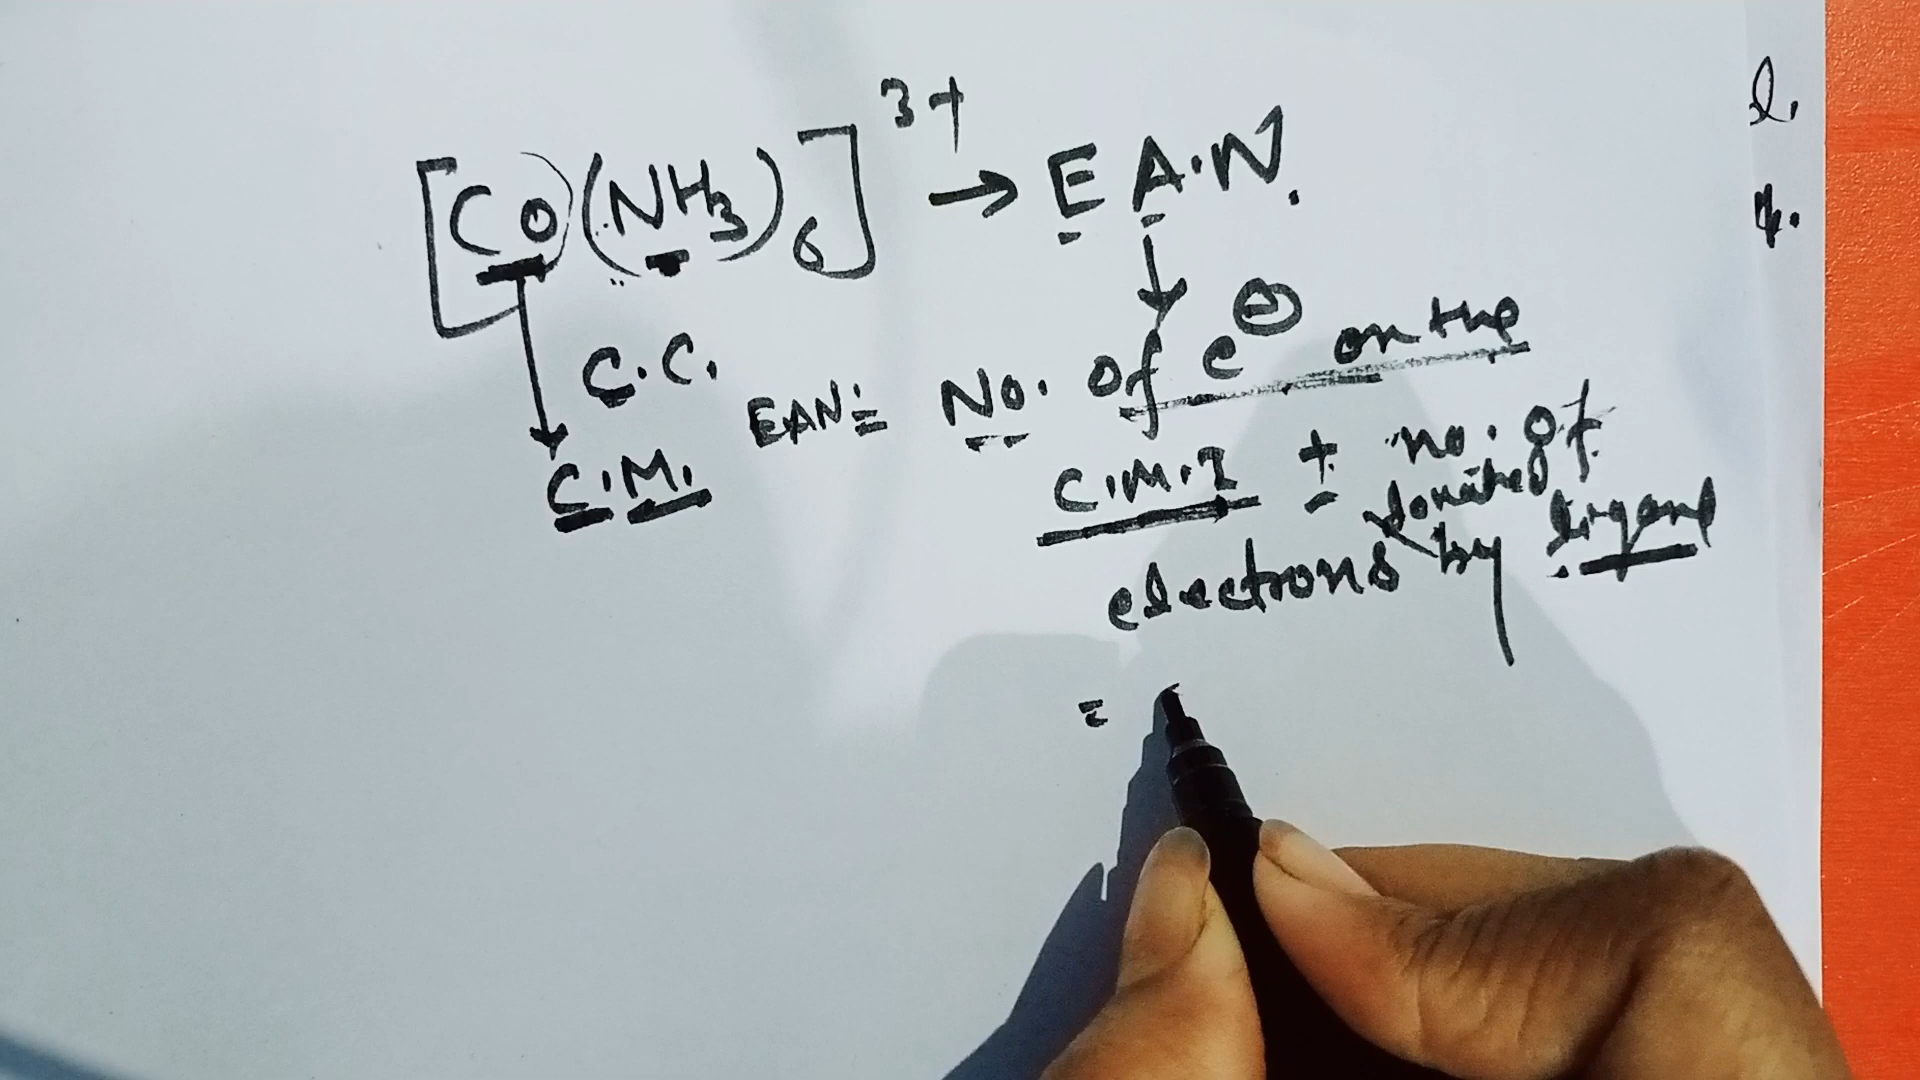 [Co(NH3)6]3+ → E A.N.
C.C.
EAN:= No. of e⊖ on the
C.M.
C.M.I + no. of
electrons donated by ligand
=